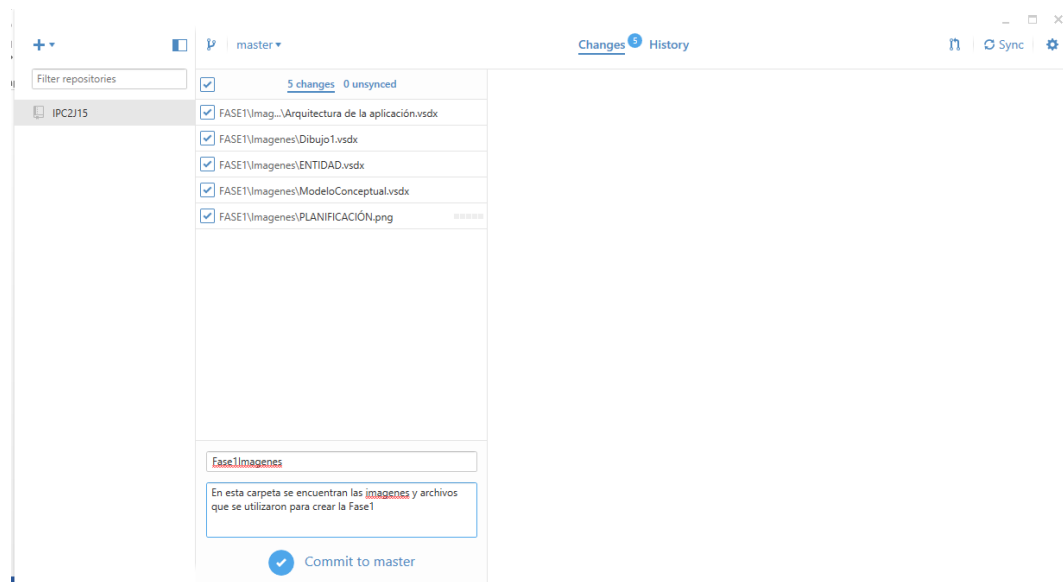 master
Changes 5 History
Sync
Filter repositories
5 changes 0 unsynced
IPC2J15
FASE1\Imag...\Arquitectura de la aplicación.vsdx
FASE1\Imagenes\Dibujo1.vsdx
FASE1\Imagenes\ENTIDAD.vsdx
FASE1\Imagenes\ModeloConceptual.vsdx
FASE1\Imagenes\PLANIFICACIÓN.png
Fase1Imagenes
En esta carpeta se encuentran las imagenes y archivos
que se utilizaron para crear la Fase1
Commit to master